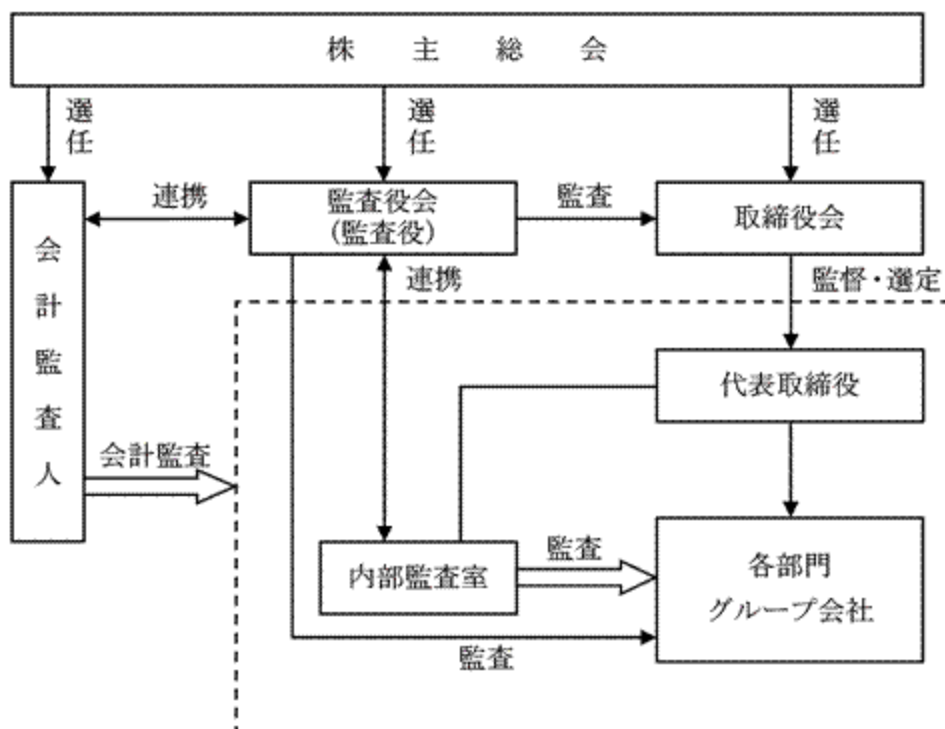 株主総会
選任
選任
選任
連携
監査役会
(監査役)
監査
取締役会
会計監査人
連携
監督・選定
代表取締役
会計監査
内部監査室
監査
各部門
グループ会社
監査